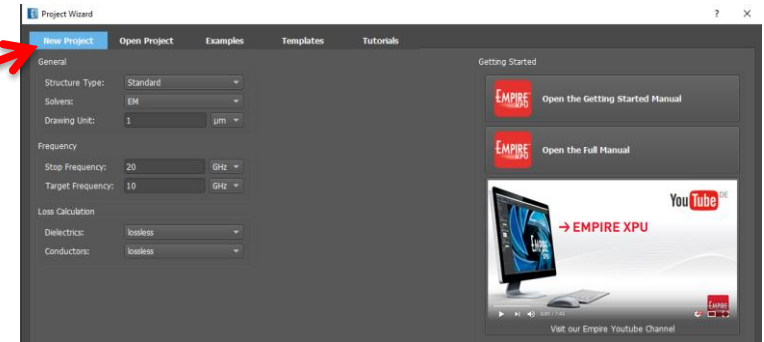 Project Wizard
? ×
New Project Open Project Examples Templates Tutorials
General
Structure Type: Standard
Solvers: EM
Drawing Unit: 1 µm
Frequency
Stop Frequency: 20 GHz
Target Frequency: 10 GHz
Loss Calculation
Dielectrics: lossless
Conductors: lossless
Getting Started
EMPIRE XPU Open the Getting Started Manual
EMPIRE XPU Open the Full Manual
YouTube DE
→ EMPIRE XPU
Empire
Visit our Empire Youtube Channel